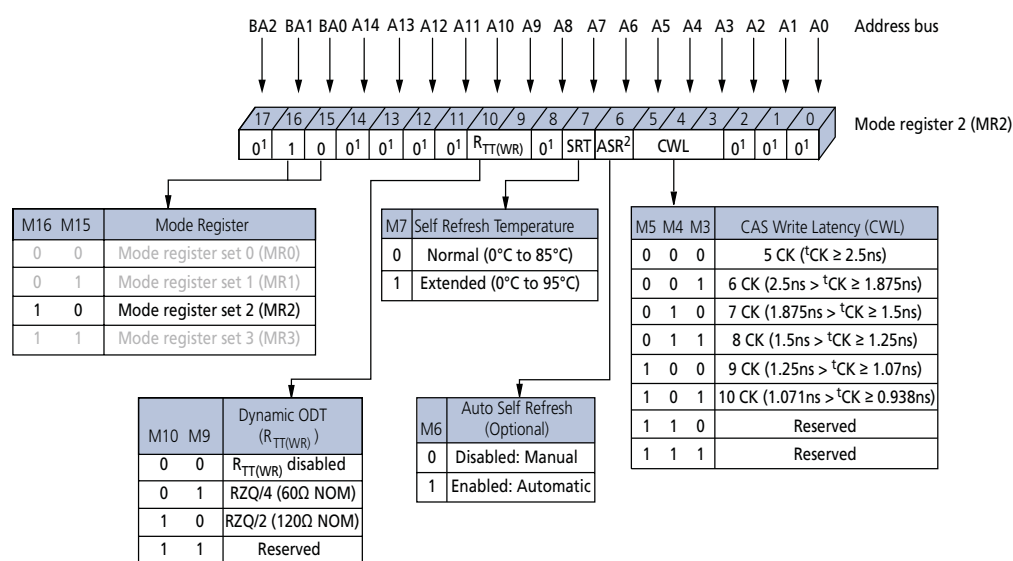 BA2 BA1 BA0 A14 A13 A12 A11 A10 A9 A8 A7 A6 A5 A4 A3 A2 A1 A0 Address bus
17 16 15 14 13 12 11 10 9 8 7 6 5 4 3 2 1 0
Mode register 2 (MR2)
0¹ 1 0 0¹ 0¹ 0¹ 0¹ RTT(WR) 0¹ SRT ASR² CWL 0¹ 0¹ 0¹
M16 M15 Mode Register
0 0 Mode register set 0 (MR0)
0 1 Mode register set 1 (MR1)
1 0 Mode register set 2 (MR2)
1 1 Mode register set 3 (MR3)
M7 Self Refresh Temperature
0 Normal (0°C to 85°C)
1 Extended (0°C to 95°C)
M5 M4 M3 CAS Write Latency (CWL)
0 0 0 5 CK (ᵗCK ≥ 2.5ns)
0 0 1 6 CK (2.5ns > ᵗCK ≥ 1.875ns)
0 1 0 7 CK (1.875ns > ᵗCK ≥ 1.5ns)
0 1 1 8 CK (1.5ns > ᵗCK ≥ 1.25ns)
1 0 0 9 CK (1.25ns > ᵗCK ≥ 1.07ns)
1 0 1 10 CK (1.071ns > ᵗCK ≥ 0.938ns)
1 1 0 Reserved
1 1 1 Reserved
M10 M9 Dynamic ODT
(RTT(WR) )
0 0 RTT(WR) disabled
0 1 RZQ/4 (60Ω NOM)
1 0 RZQ/2 (120Ω NOM)
1 1 Reserved
M6 Auto Self Refresh
(Optional)
0 Disabled: Manual
1 Enabled: Automatic